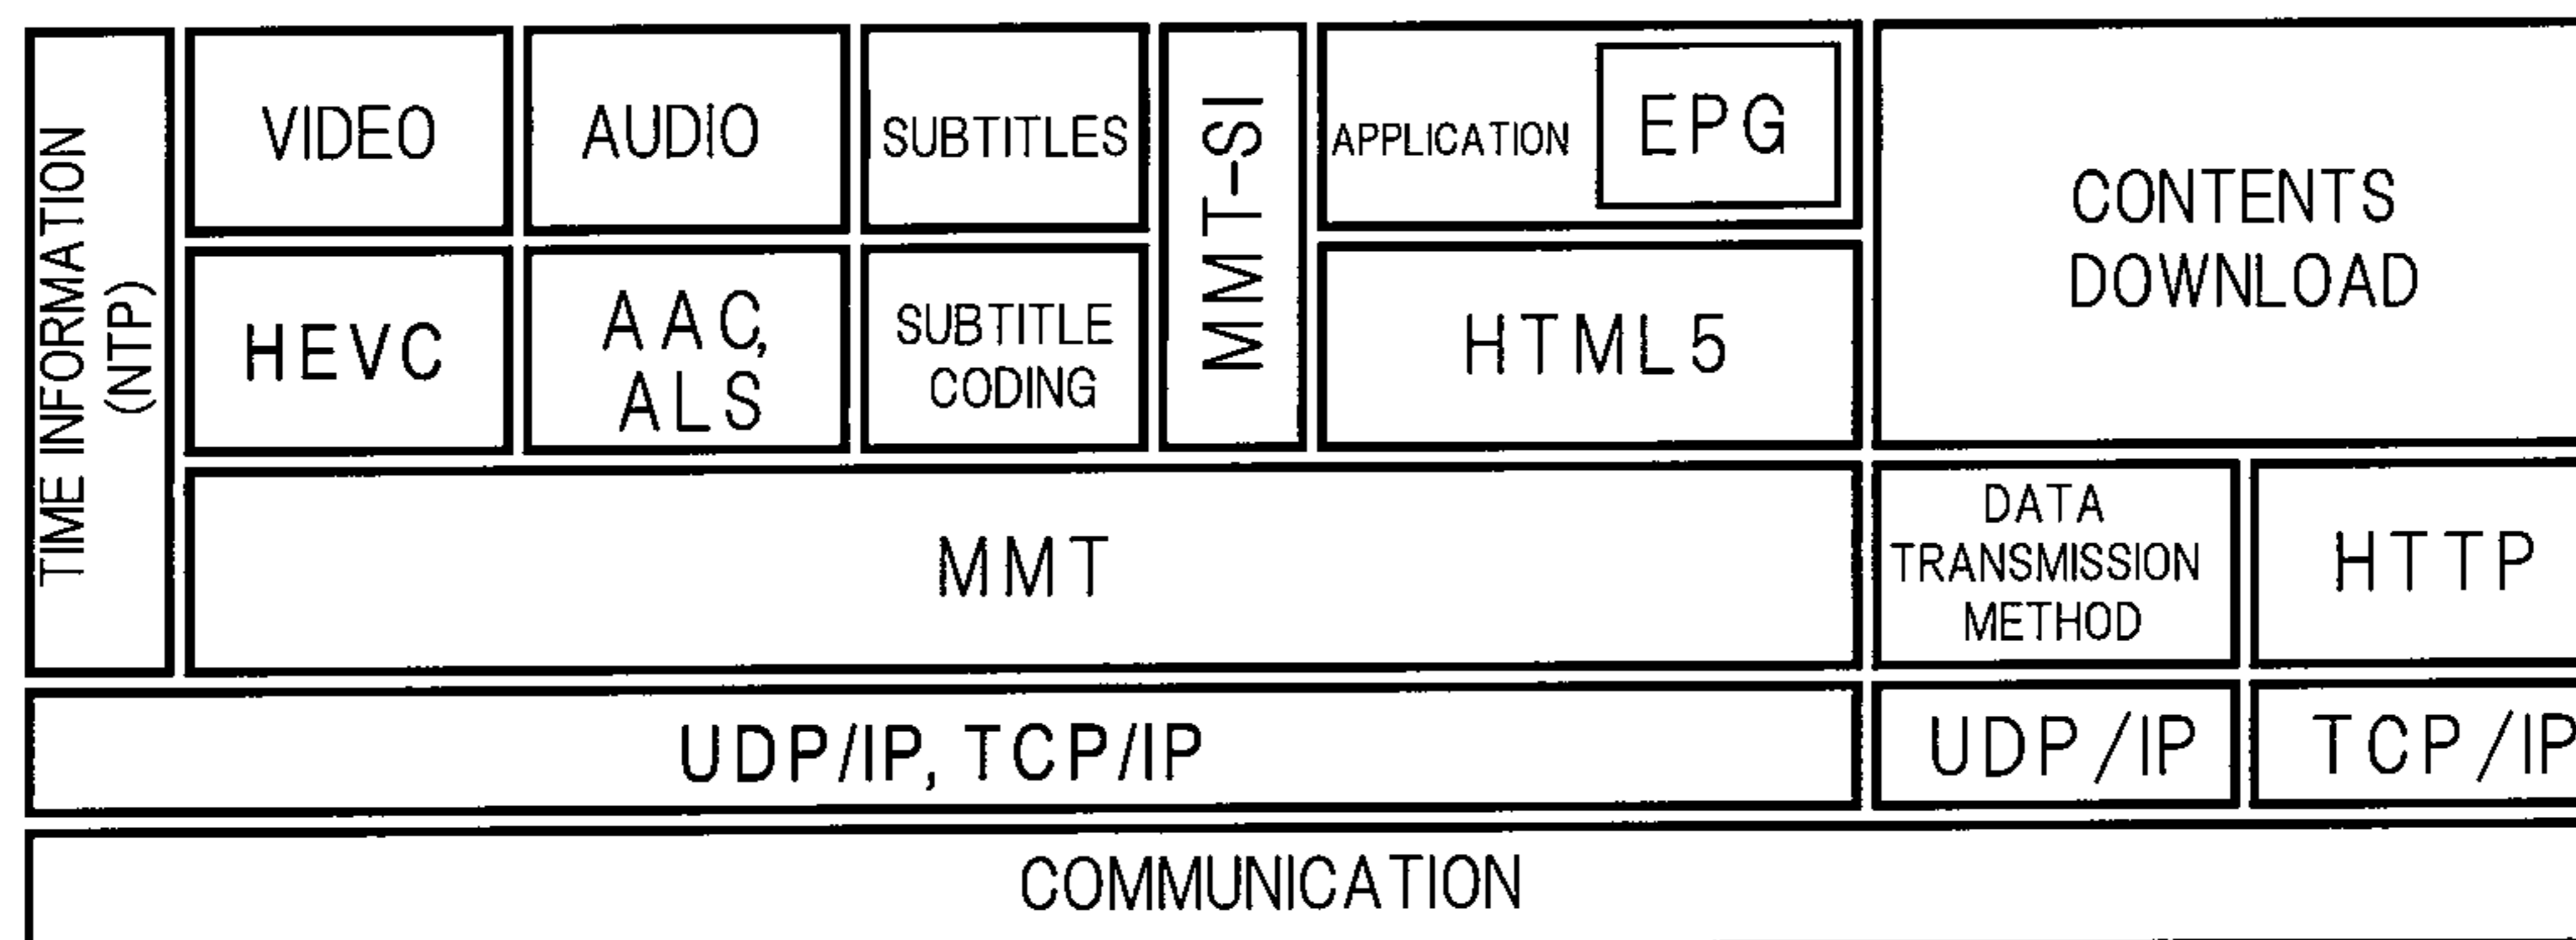 TIME INFORMATION
(NTP)
VIDEO
AUDIO
SUBTITLES
MMT-SI
APPLICATION
EPG
CONTENTS
DOWNLOAD
HEVC
AAC,
ALS
SUBTITLE
CODING
HTML5
MMT
DATA
TRANSMISSION
METHOD
HTTP
UDP/IP, TCP/IP
UDP/IP
TCP/IP
COMMUNICATION